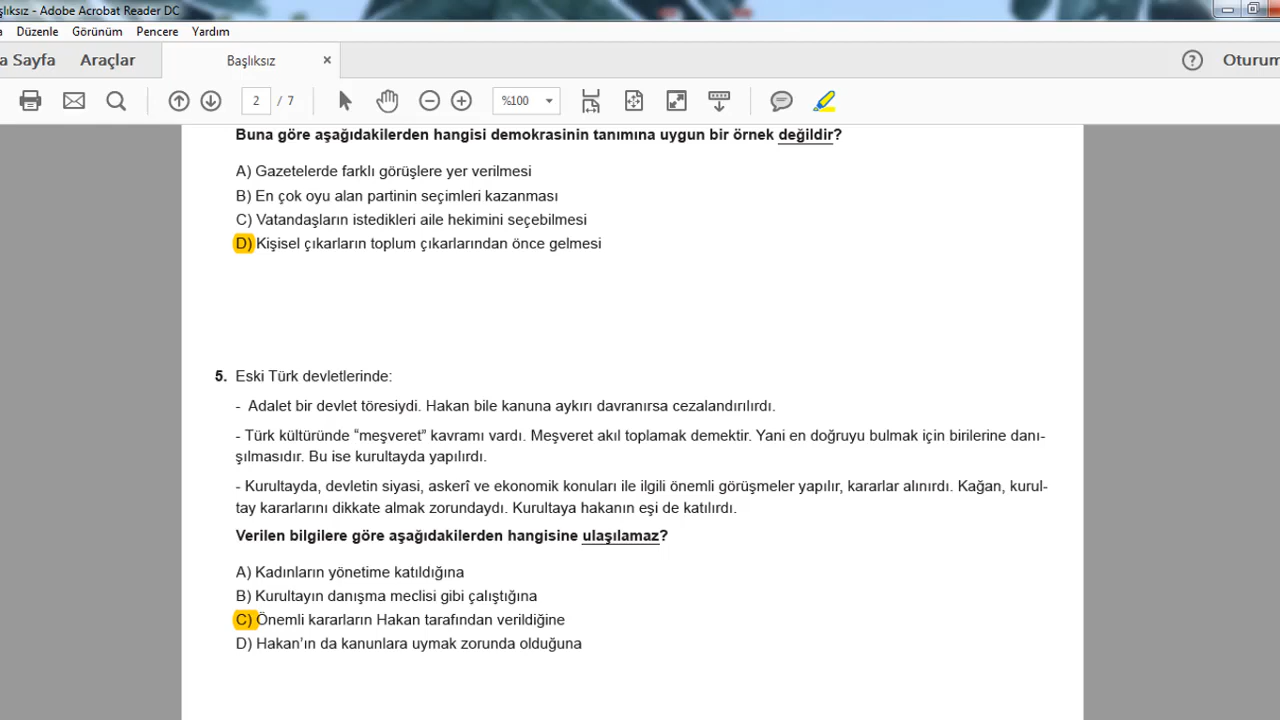 şlıksız - Adobe Acrobat Reader DC
Düzenle Görünüm Pencere Yardım
a Sayfa Araçlar Başlıksız × ? Oturum
2 / 7 %100
Buna göre aşağıdakilerden hangisi demokrasinin tanımına uygun bir örnek değildir?
A) Gazetelerde farklı görüşlere yer verilmesi
B) En çok oyu alan partinin seçimleri kazanması
C) Vatandaşların istedikleri aile hekimini seçebilmesi
D) Kişisel çıkarların toplum çıkarlarından önce gelmesi
5. Eski Türk devletlerinde:
- Adalet bir devlet töresiydi. Hakan bile kanuna aykırı davranırsa cezalandırılırdı.
- Türk kültüründe “meşveret” kavramı vardı. Meşveret akıl toplamak demektir. Yani en doğruyu bulmak için birilerine danı-
şılmasıdır. Bu ise kurultayda yapılırdı.
- Kurultayda, devletin siyasi, askerî ve ekonomik konuları ile ilgili önemli görüşmeler yapılır, kararlar alınırdı. Kağan, kurul-
tay kararlarını dikkate almak zorundaydı. Kurultaya hakanın eşi de katılırdı.
Verilen bilgilere göre aşağıdakilerden hangisine ulaşılamaz?
A) Kadınların yönetime katıldığına
B) Kurultayın danışma meclisi gibi çalıştığına
C) Önemli kararların Hakan tarafından verildiğine
D) Hakan’ın da kanunlara uymak zorunda olduğuna